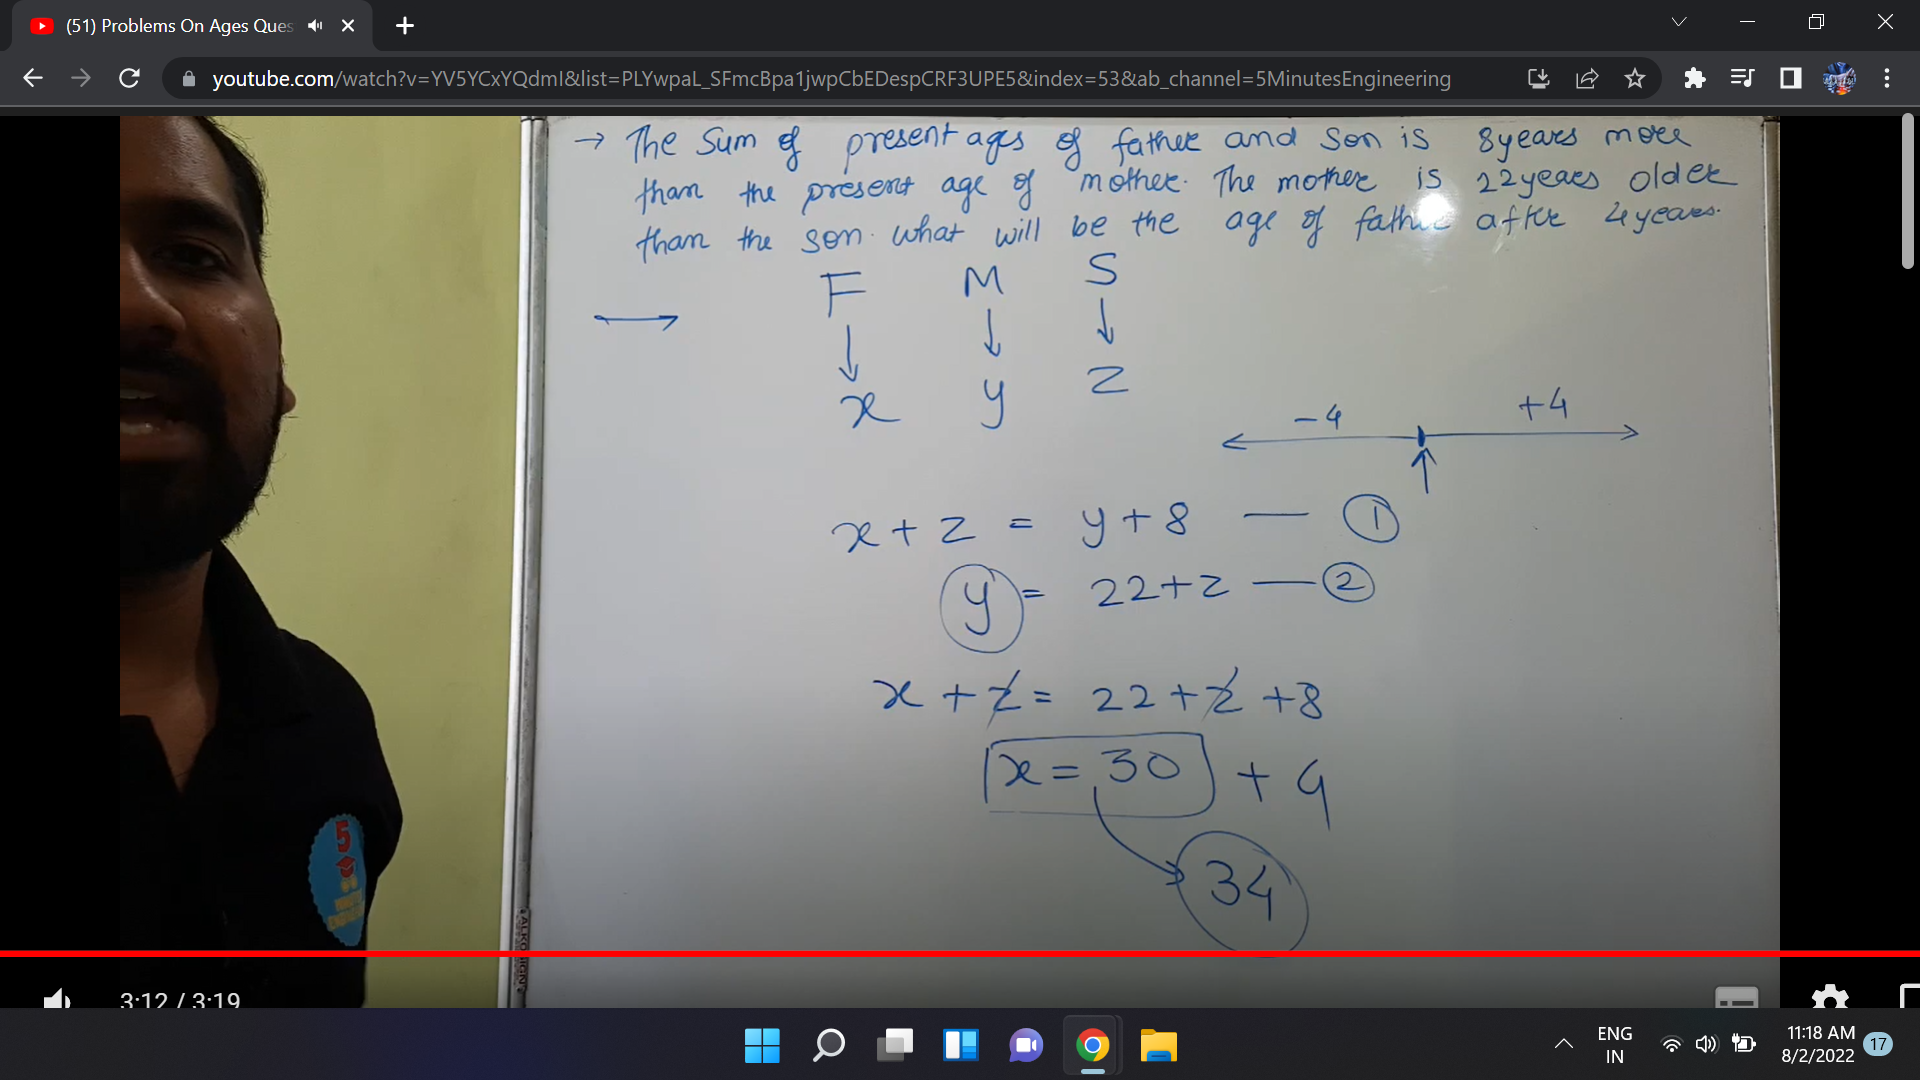 (51) Problems On Ages Ques
youtube.com/watch?v=YV5YCxYQdmI&list=PLYwpaL_SFmcBpa1jwpCbEDespCRF3UPE5&index=53&ab_channel=5MinutesEngineering
→ The Sum of present ages of father and Son is 8years more
than the present age of mother. The mother is 22years older
than the son. what will be the age of father after 4years.
F M S
x y z
-4 +4
x + z = y + 8 — 1
y = 22 + z — 2
x + z = 22 + z + 8
x = 30 + 4
34
5
3:12 / 3:19
ENG
IN
11:18 AM
8/2/2022
17